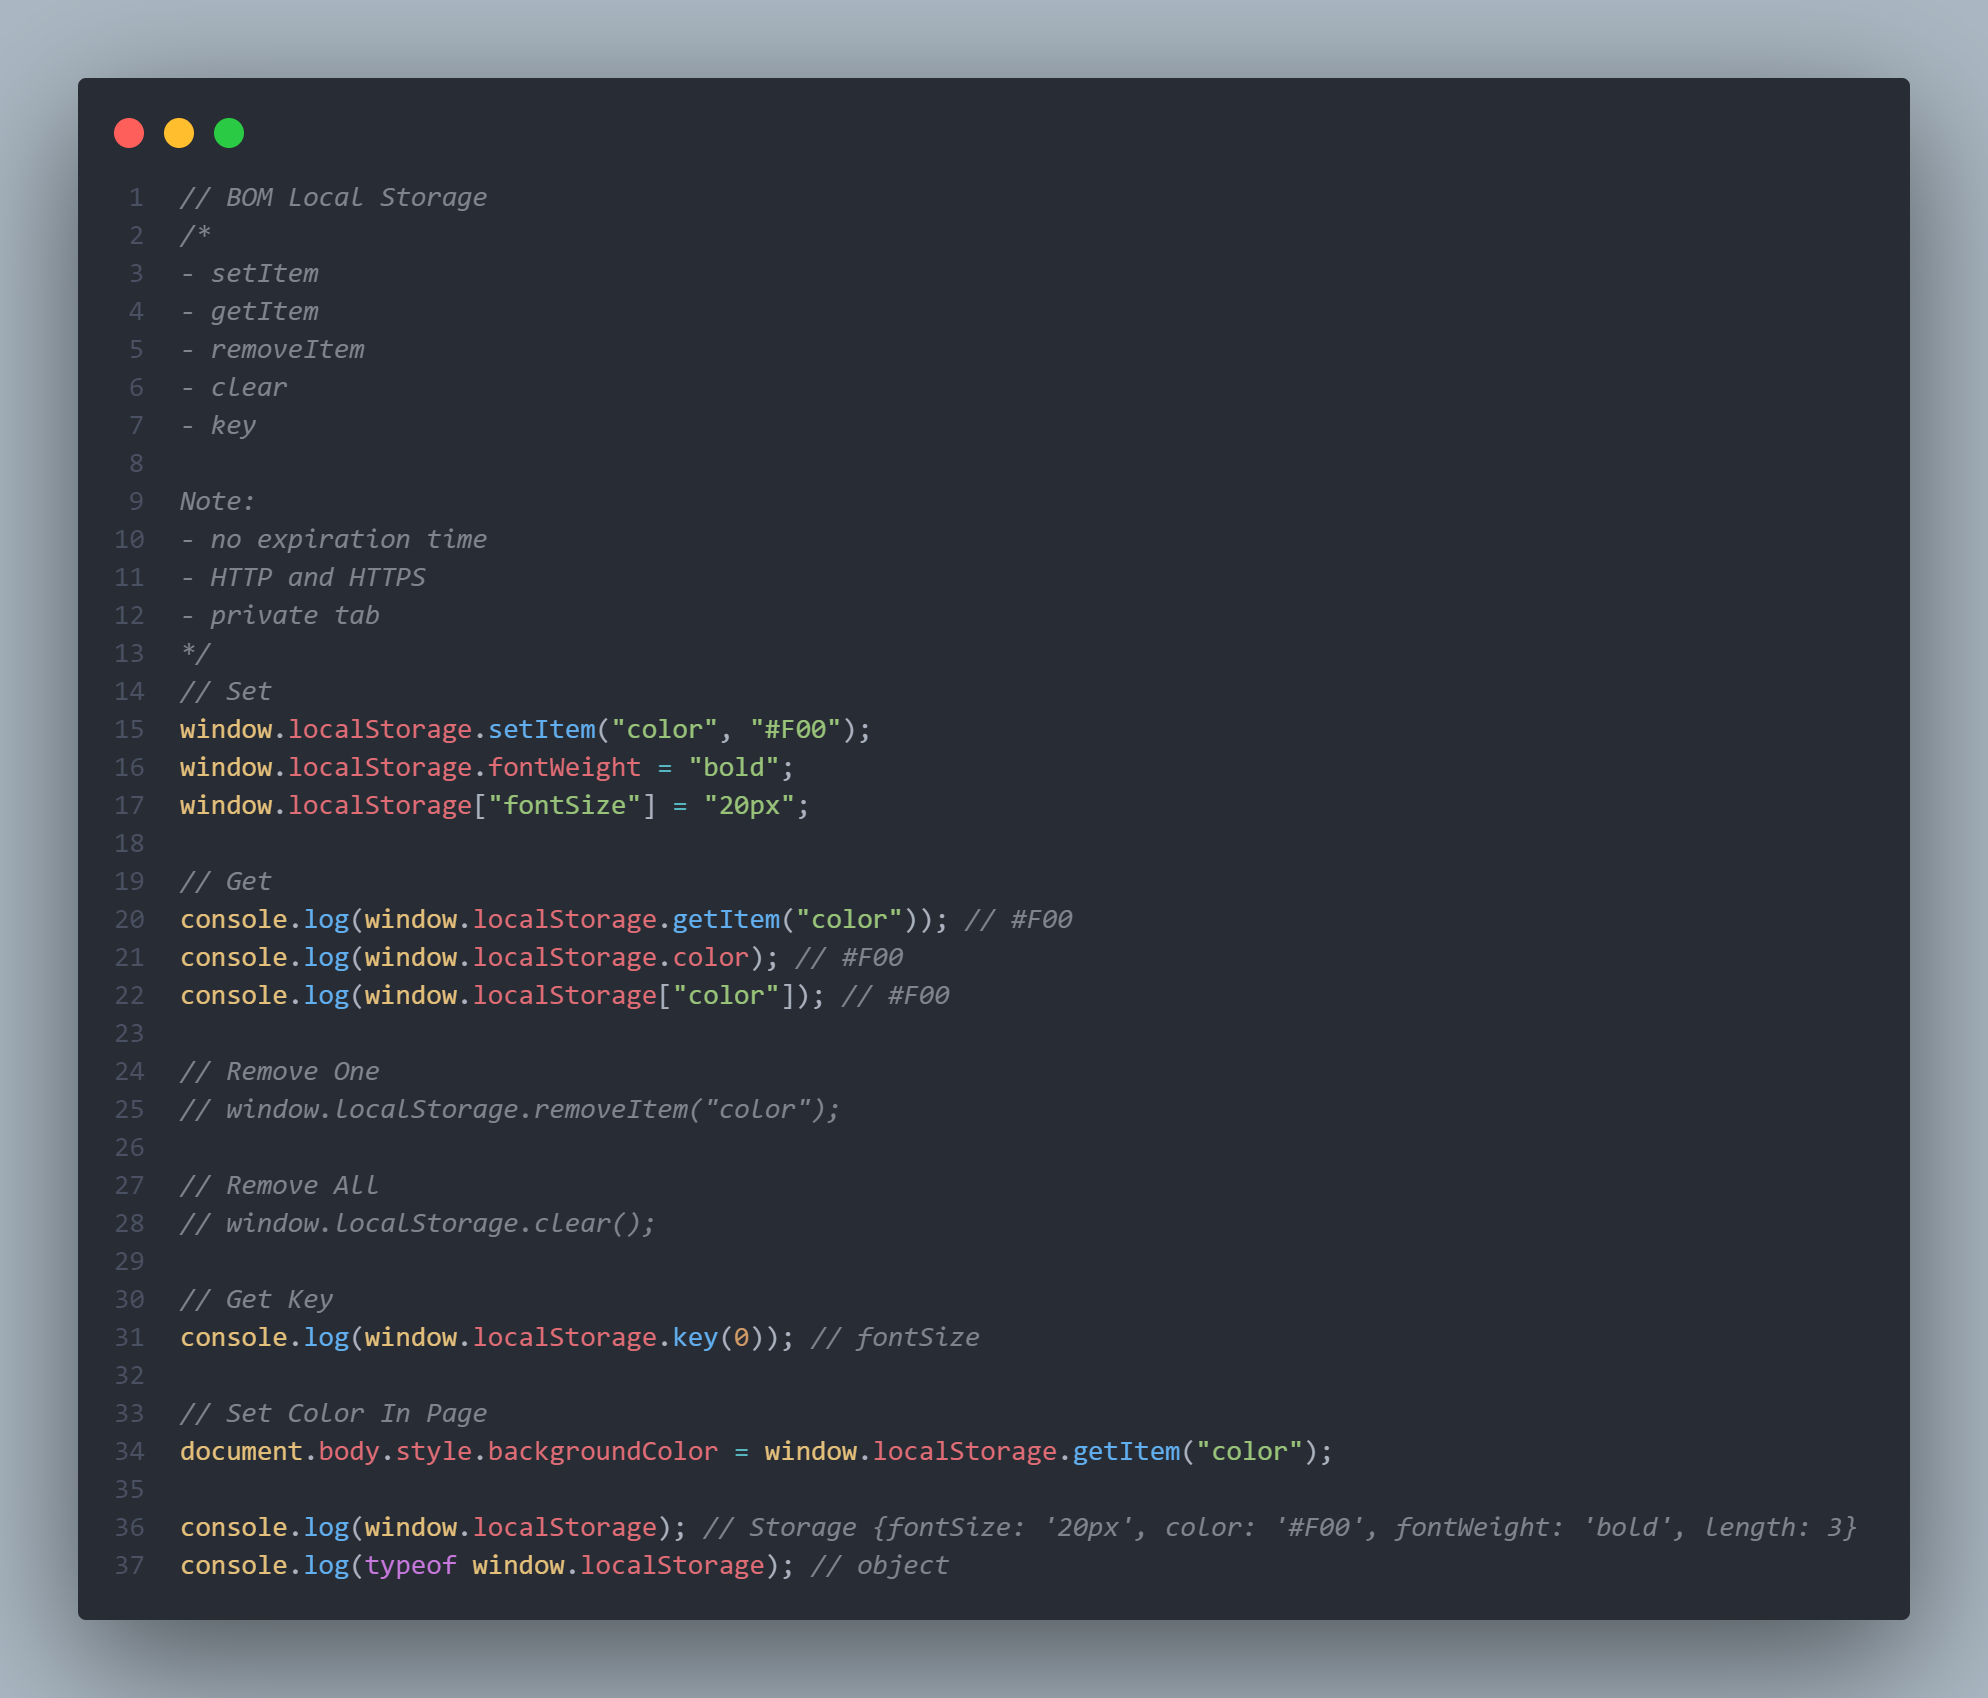 1 // BOM Local Storage
2 /*
3 - setItem
4 - getItem
5 - removeItem
6 - clear
7 - key
8
9 Note:
10 - no expiration time
11 - HTTP and HTTPS
12 - private tab
13 */
14 // Set
15 window.localStorage.setItem("color", "#F00");
16 window.localStorage.fontWeight = "bold";
17 window.localStorage["fontSize"] = "20px";
18
19 // Get
20 console.log(window.localStorage.getItem("color")); // #F00
21 console.log(window.localStorage.color); // #F00
22 console.log(window.localStorage["color"]); // #F00
23
24 // Remove One
25 // window.localStorage.removeItem("color");
26
27 // Remove All
28 // window.localStorage.clear();
29
30 // Get Key
31 console.log(window.localStorage.key(0)); // fontSize
32
33 // Set Color In Page
34 document.body.style.backgroundColor = window.localStorage.getItem("color");
35
36 console.log(window.localStorage); // Storage {fontSize: '20px', color: '#F00', fontWeight: 'bold', length: 3}
37 console.log(typeof window.localStorage); // object